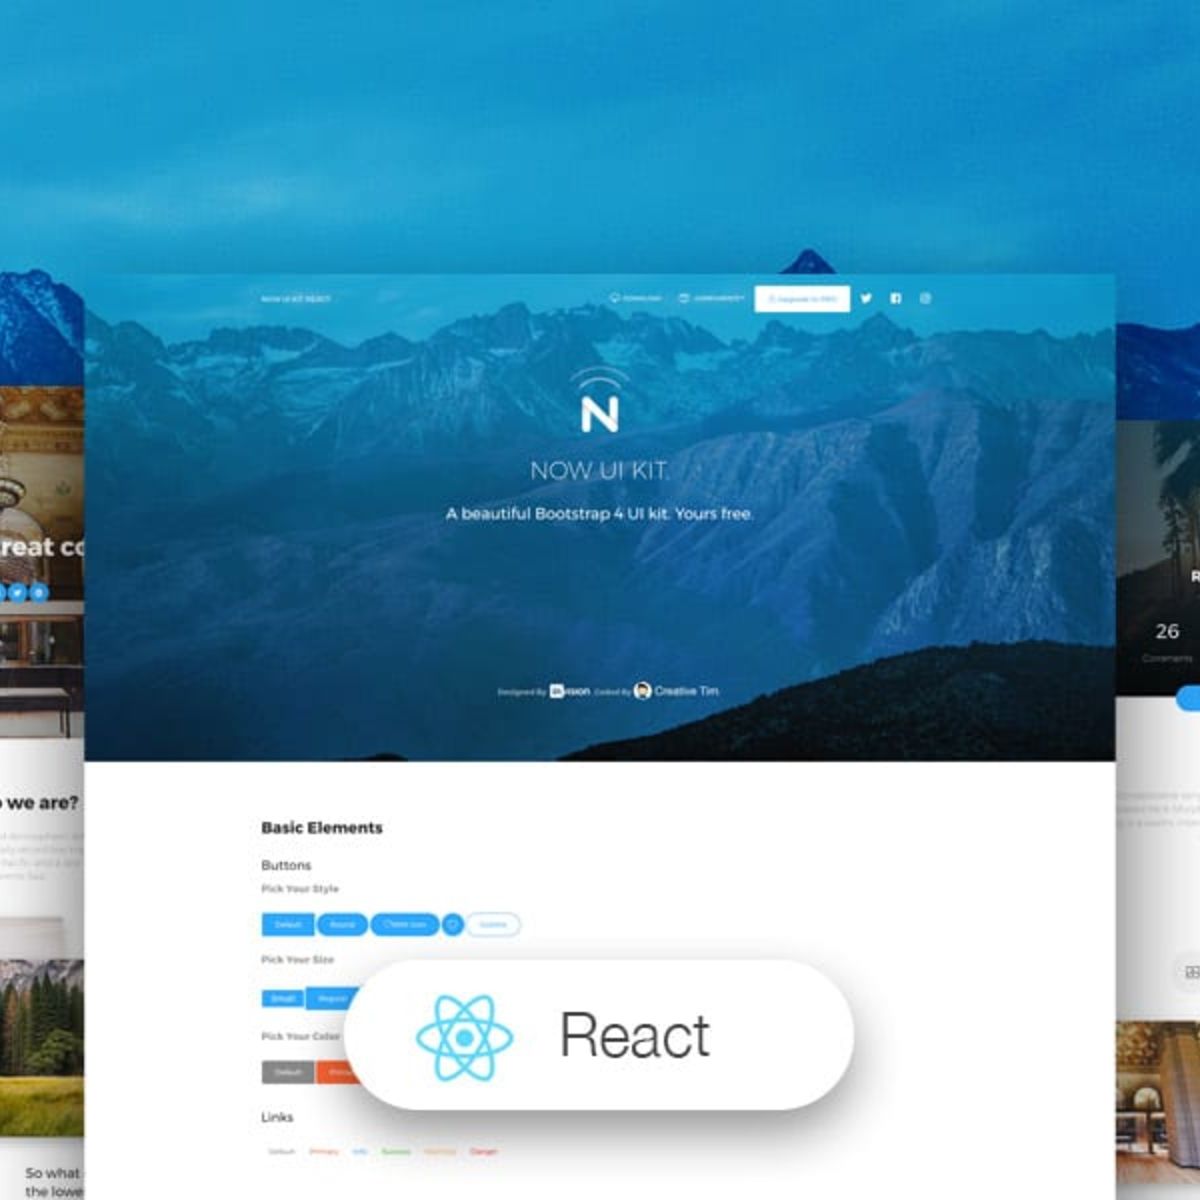 NOW UI KIT REACT
DOWNLOAD
COMPONENTS
Upgrade to PRO
N
NOW UI KIT.
A beautiful Bootstrap 4 UI kit. Yours free.
Designed by invision. Coded by Creative Tim.
reat co
26
Comments
we are?
Basic Elements
Buttons
Pick Your Style
Default
Round
With Icon
Simple
Pick Your Size
Small
Regular
Pick Your Color
Default
Links
Default
Primary
Info
Success
Warning
Danger
React
So what
the lowe